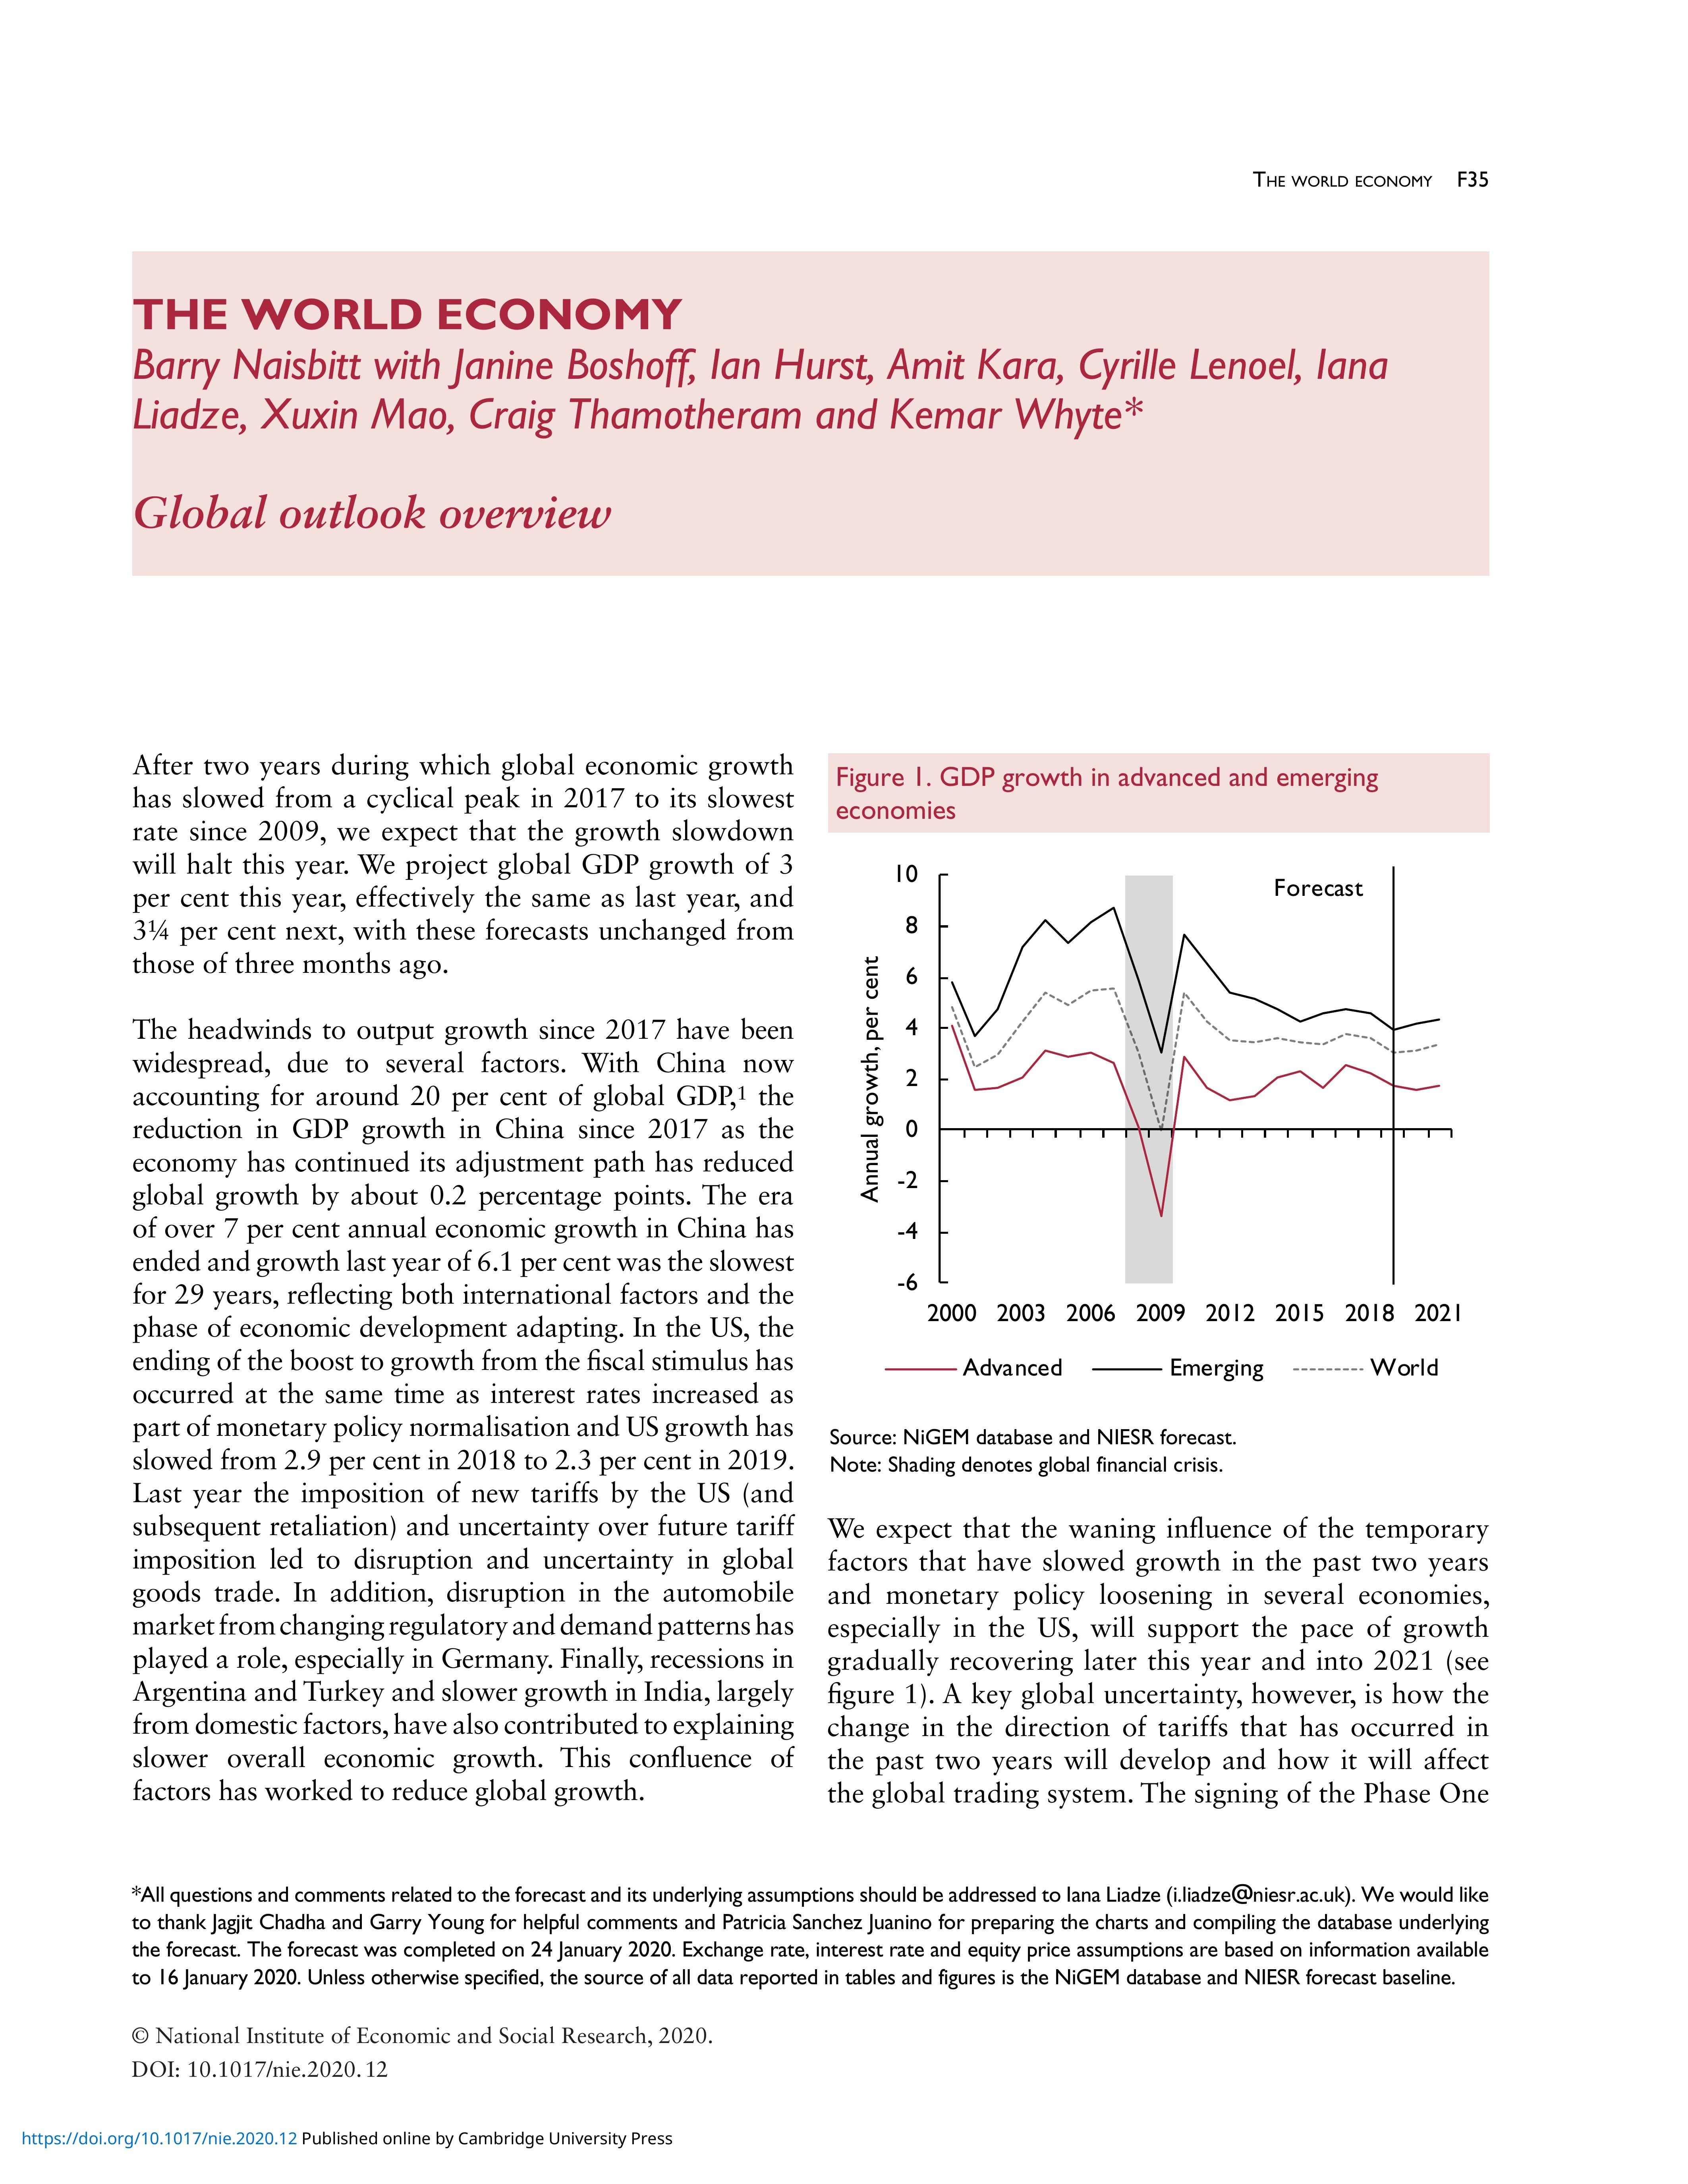 THE WORLD ECONOMY F35
THE WORLD ECONOMY
Barry Naisbitt with Janine Boshoff, Ian Hurst, Amit Kara, Cyrille Lenoel, Iana
Liadze, Xuxin Mao, Craig Thamotheram and Kemar Whyte*
Global outlook overview
After two years during which global economic growth
has slowed from a cyclical peak in 2017 to its slowest
rate since 2009, we expect that the growth slowdown
will halt this year. We project global GDP growth of 3
per cent this year, effectively the same as last year, and
3¼ per cent next, with these forecasts unchanged from
those of three months ago.
The headwinds to output growth since 2017 have been
widespread, due to several factors. With China now
accounting for around 20 per cent of global GDP,¹ the
reduction in GDP growth in China since 2017 as the
economy has continued its adjustment path has reduced
global growth by about 0.2 percentage points. The era
of over 7 per cent annual economic growth in China has
ended and growth last year of 6.1 per cent was the slowest
for 29 years, reflecting both international factors and the
phase of economic development adapting. In the US, the
ending of the boost to growth from the fiscal stimulus has
occurred at the same time as interest rates increased as
part of monetary policy normalisation and US growth has
slowed from 2.9 per cent in 2018 to 2.3 per cent in 2019.
Last year the imposition of new tariffs by the US (and
subsequent retaliation) and uncertainty over future tariff
imposition led to disruption and uncertainty in global
goods trade. In addition, disruption in the automobile
market from changing regulatory and demand patterns has
played a role, especially in Germany. Finally, recessions in
Argentina and Turkey and slower growth in India, largely
from domestic factors, have also contributed to explaining
slower overall economic growth. This confluence of
factors has worked to reduce global growth.
Figure 1. GDP growth in advanced and emerging
economies
10
8
6
4
2
0
-2
-4
-6
Annual growth, per cent
Forecast
2000 2003 2006 2009 2012 2015 2018 2021
Advanced Emerging World
Source: NiGEM database and NIESR forecast.
Note: Shading denotes global financial crisis.
We expect that the waning influence of the temporary
factors that have slowed growth in the past two years
and monetary policy loosening in several economies,
especially in the US, will support the pace of growth
gradually recovering later this year and into 2021 (see
figure 1). A key global uncertainty, however, is how the
change in the direction of tariffs that has occurred in
the past two years will develop and how it will affect
the global trading system. The signing of the Phase One
*All questions and comments related to the forecast and its underlying assumptions should be addressed to Iana Liadze (i.liadze@niesr.ac.uk). We would like
to thank Jagjit Chadha and Garry Young for helpful comments and Patricia Sanchez Juanino for preparing the charts and compiling the database underlying
the forecast. The forecast was completed on 24 January 2020. Exchange rate, interest rate and equity price assumptions are based on information available
to 16 January 2020. Unless otherwise specified, the source of all data reported in tables and figures is the NiGEM database and NIESR forecast baseline.
© National Institute of Economic and Social Research, 2020.
DOI: 10.1017/nie.2020.12
https://doi.org/10.1017/nie.2020.12 Published online by Cambridge University Press